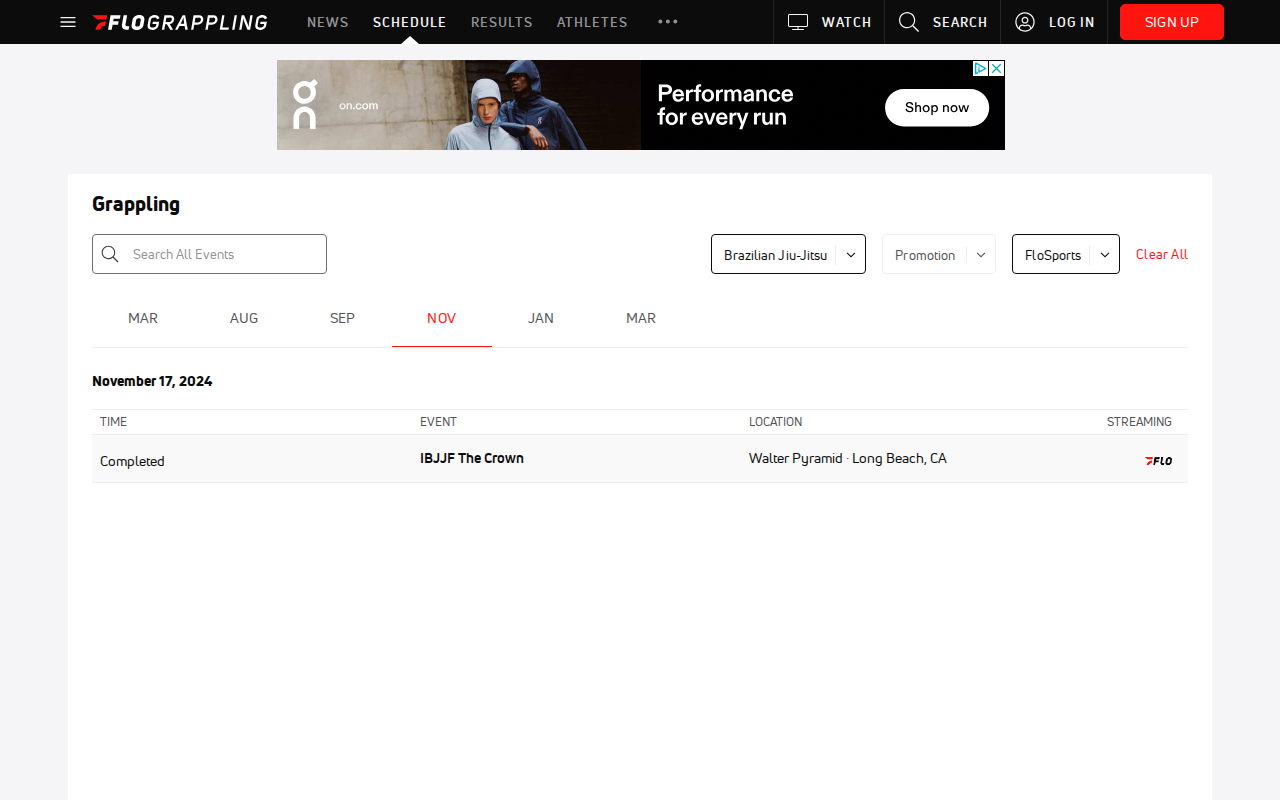 FLOGRAPPLING
NEWS
SCHEDULE
RESULTS
ATHLETES
WATCH
SEARCH
LOG IN
SIGN UP
on.com
Performance
for every run
Shop now
Grappling
Search All Events
Brazilian Jiu-Jitsu
Promotion
FloSports
Clear All
MAR
AUG
SEP
NOV
JAN
MAR
November 17, 2024
TIME
EVENT
LOCATION
STREAMING
Completed
IBJJF The Crown
Walter Pyramid · Long Beach, CA
FLO